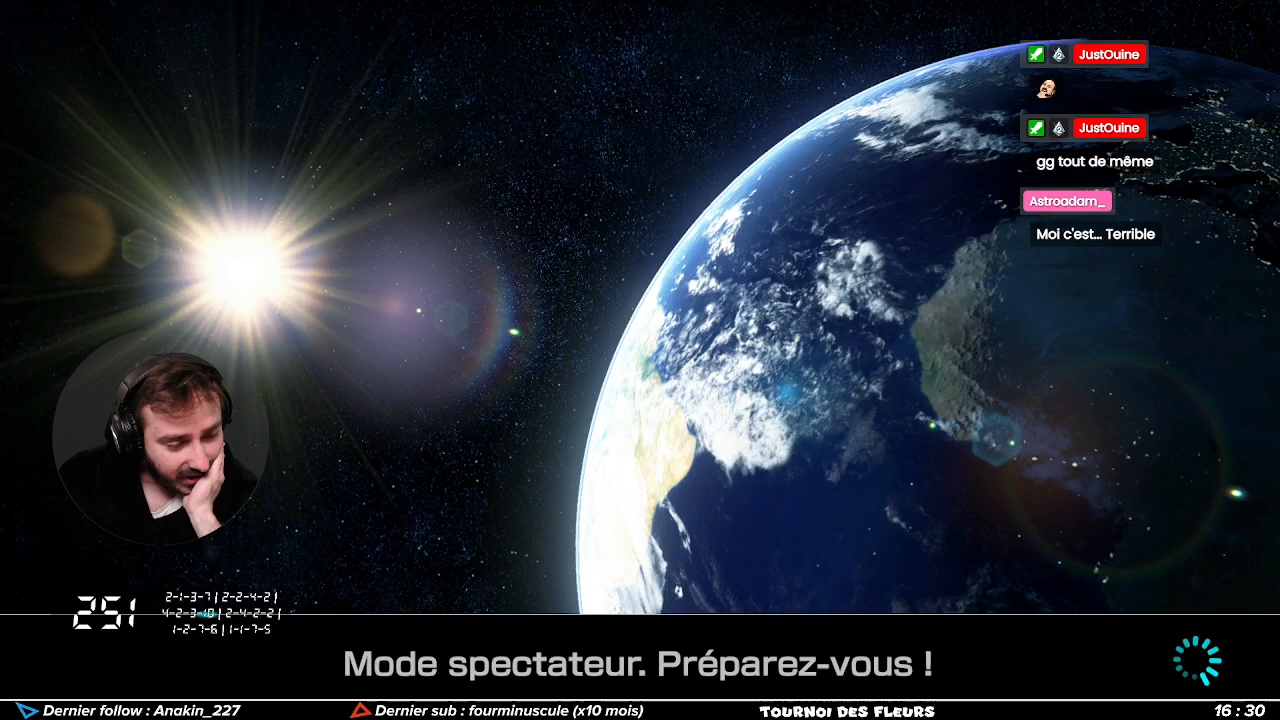 JustOuine
JustOuine
gg tout de même
Astroadam_
Moi c'est... Terrible
251
2-1-3-7 | 2-2-4-2 |
4-2-3-10 | 2-4-2-2 |
1-2-7-6 | 1-1-7-5
Mode spectateur. Préparez-vous !
Dernier follow : Anakin_227
Dernier sub : fourminuscule (x10 mois)
TOURNOI DES FLEURS
16 : 30